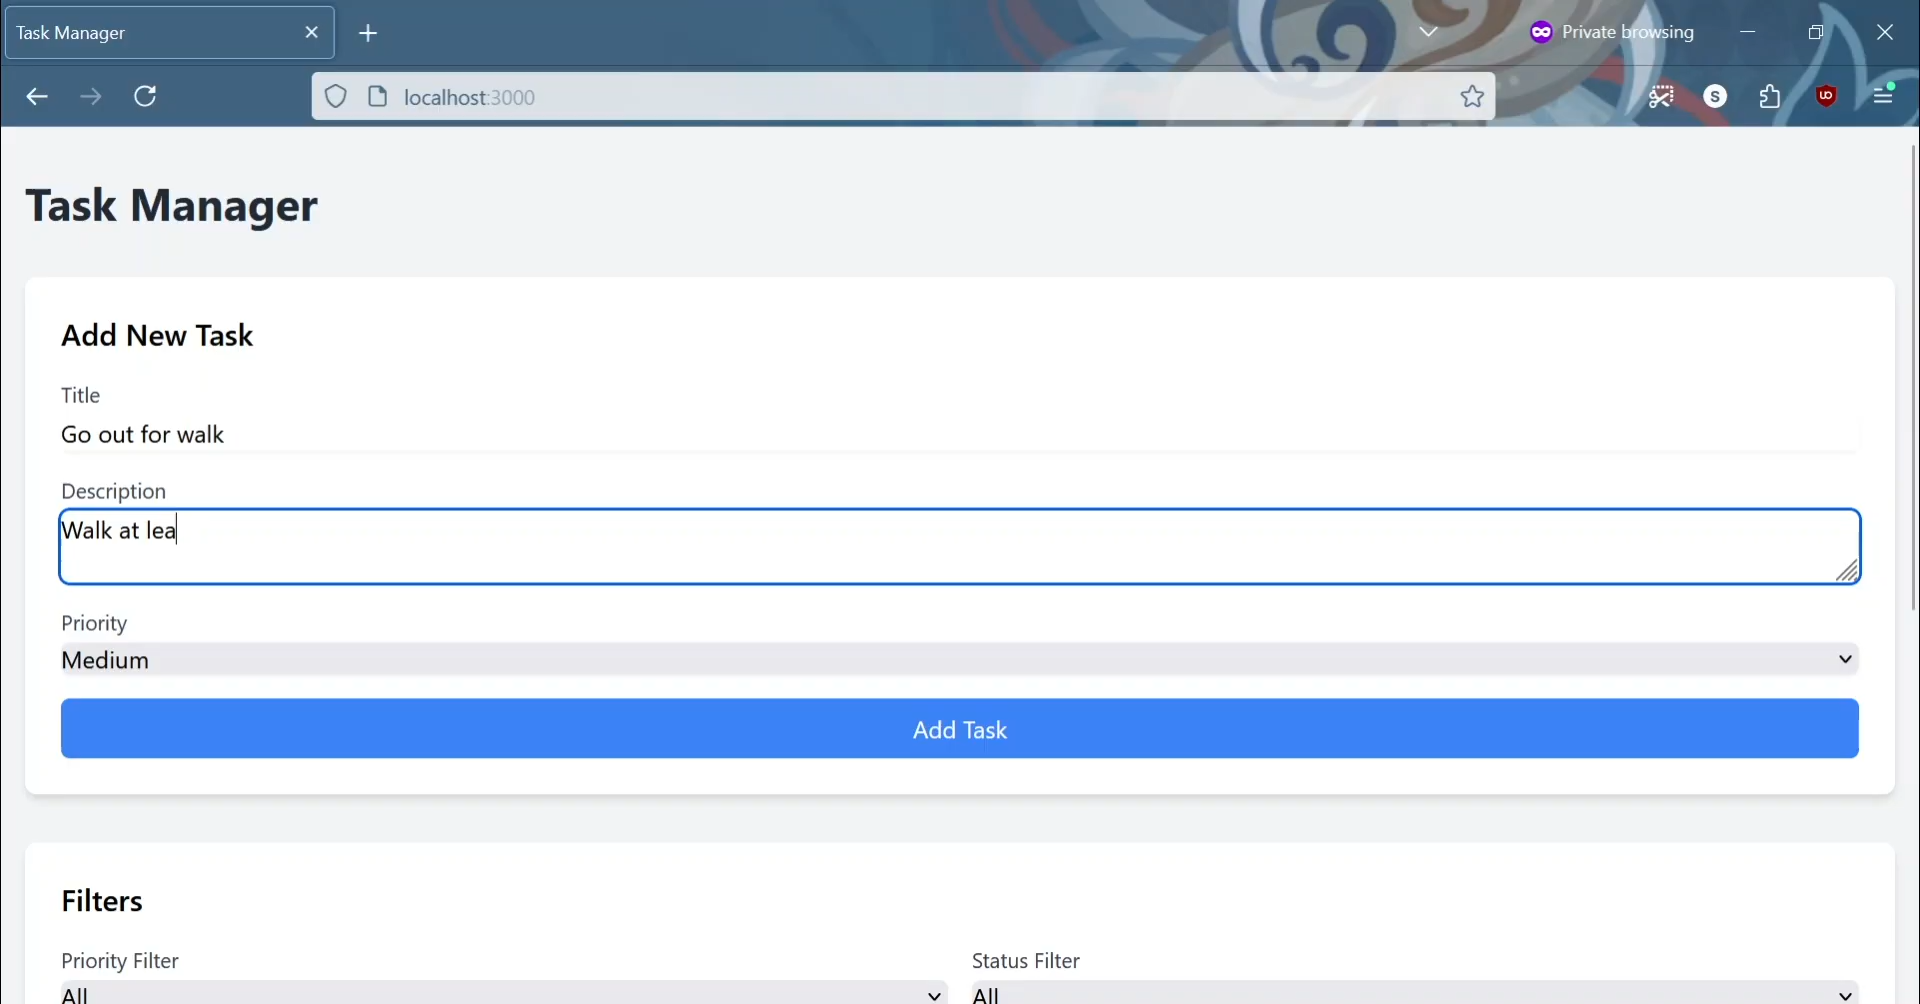 Task Manager
Private browsing
localhost:3000
S
Task Manager
Add New Task
Title
Go out for walk
Description
Walk at lea
Priority
Medium
Add Task
Filters
Priority Filter
Status Filter
All
All